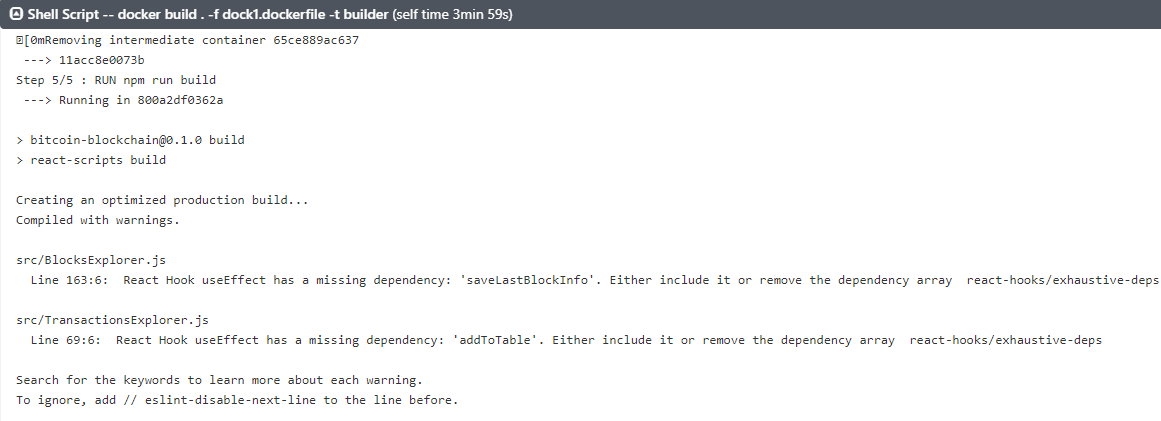 Shell Script -- docker build . -f dock1.dockerfile -t builder (self time 3min 59s)
[0mRemoving intermediate container 65ce889ac637
---> 11acc8e0073b
Step 5/5 : RUN npm run build
---> Running in 800a2df0362a
> bitcoin-blockchain@0.1.0 build
> react-scripts build
Creating an optimized production build...
Compiled with warnings.
src/BlocksExplorer.js
Line 163:6:  React Hook useEffect has a missing dependency: 'saveLastBlockInfo'. Either include it or remove the dependency array  react-hooks/exhaustive-deps
src/TransactionsExplorer.js
Line 69:6:  React Hook useEffect has a missing dependency: 'addToTable'. Either include it or remove the dependency array  react-hooks/exhaustive-deps
Search for the keywords to learn more about each warning.
To ignore, add // eslint-disable-next-line to the line before.